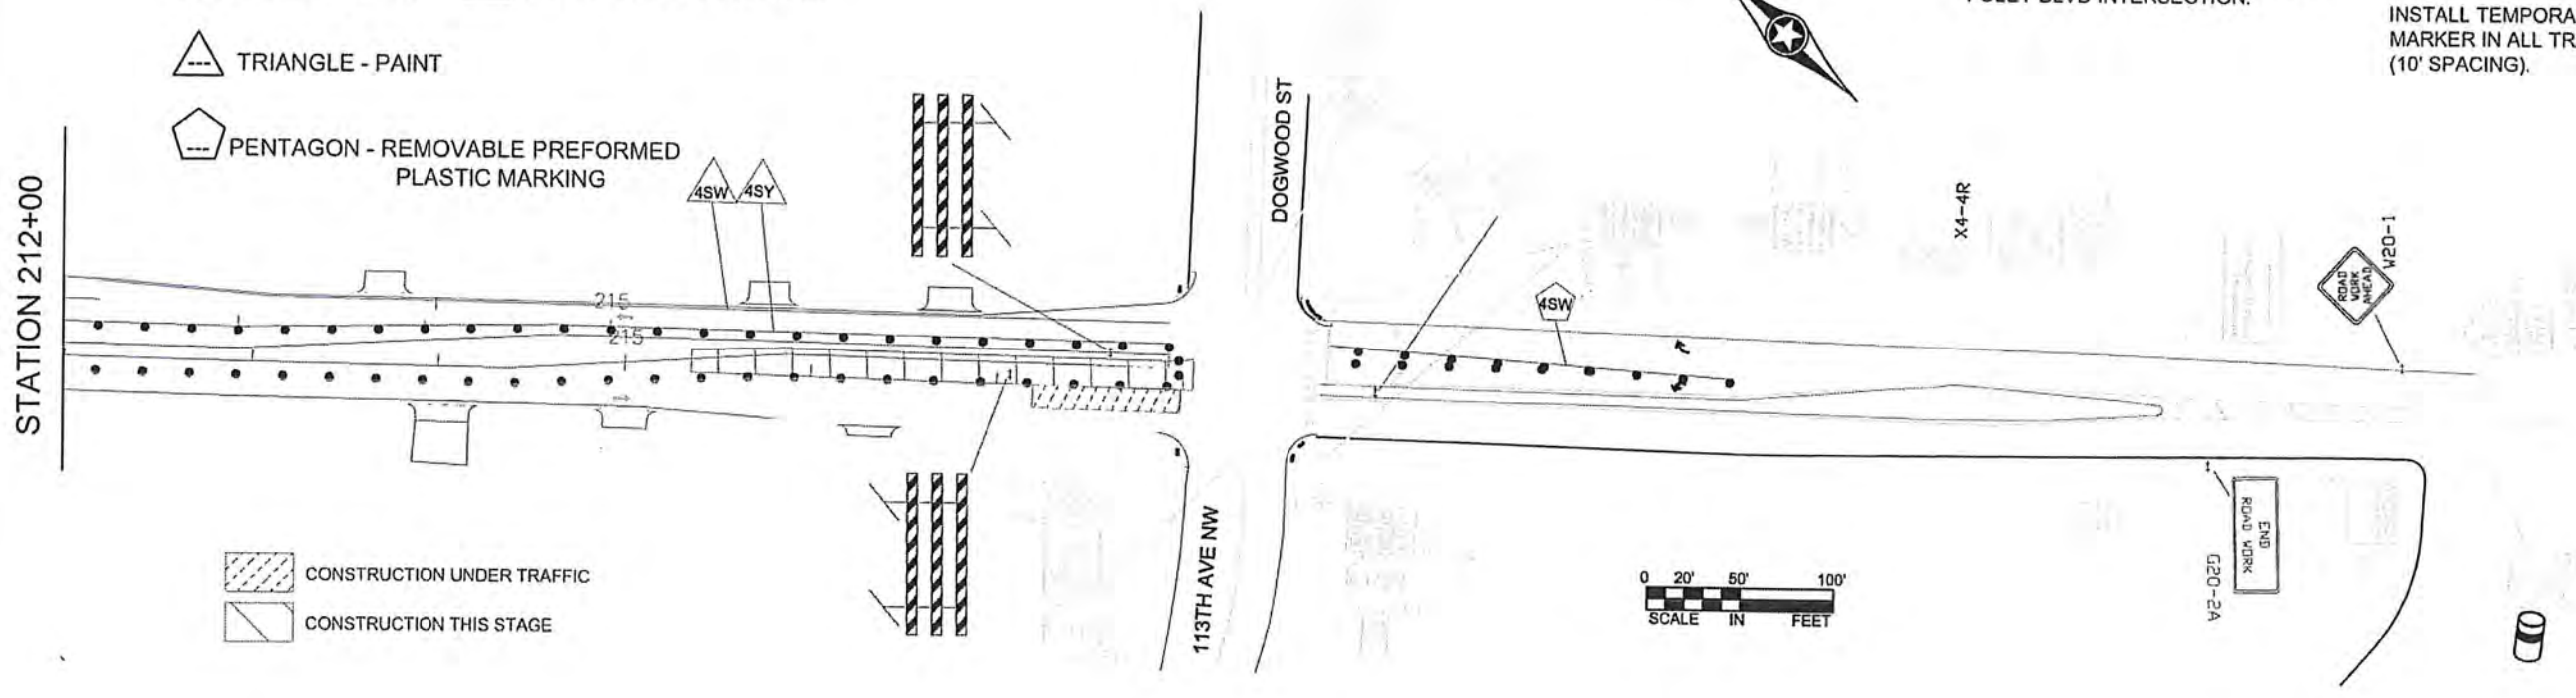 TRIANGLE - PAINT
PENTAGON - REMOVABLE PREFORMED
PLASTIC MARKING
STATION 212+00
4SW
4SY
215
215
DOGWOOD ST
113TH AVE NW
4SW
X4-4R
ROAD
WORK
AHEAD
W20-1
END
ROAD WORK
G20-2A
INSTALL TEMPORA
MARKER IN ALL TR
(10' SPACING).
CONSTRUCTION UNDER TRAFFIC
CONSTRUCTION THIS STAGE
0 20' 50' 100'
SCALE IN FEET